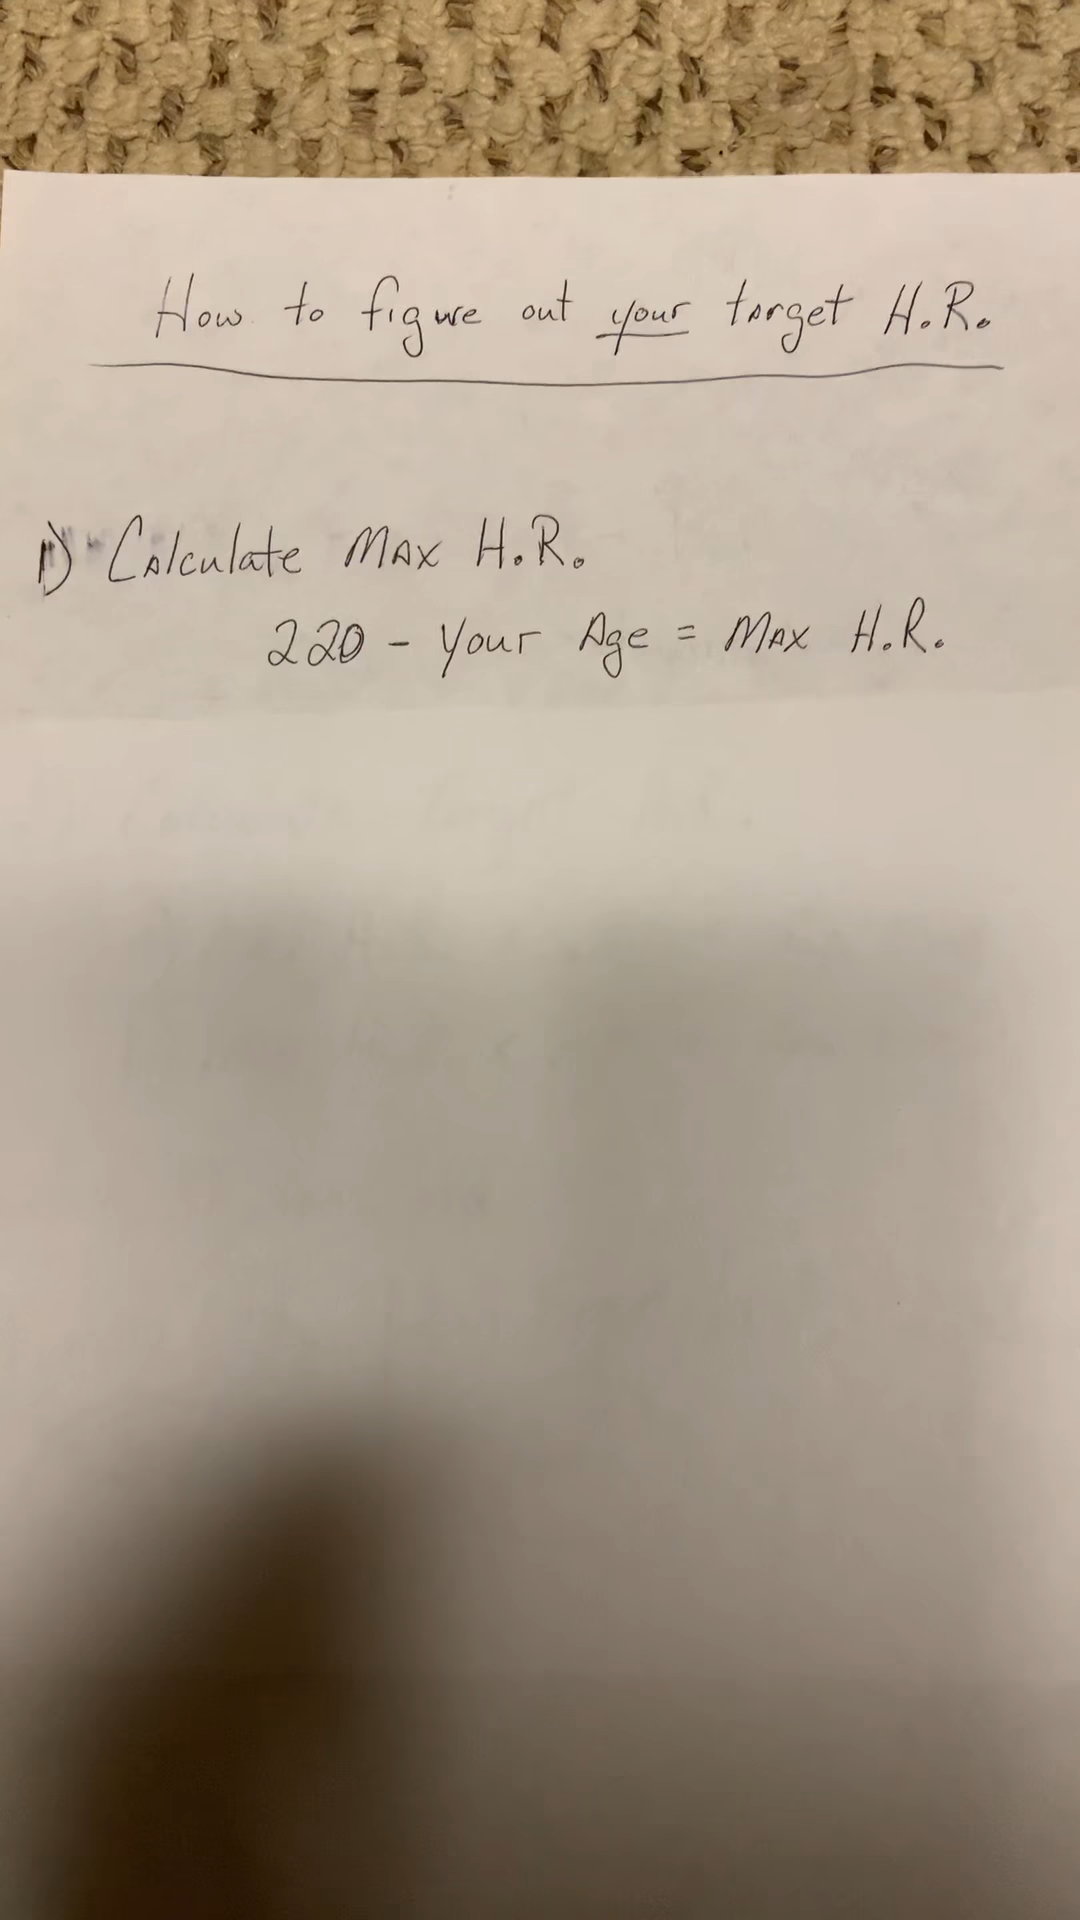 How to figure out your target H.R.
1) Calculate Max H.R.
220 - Your Age = Max H.R.